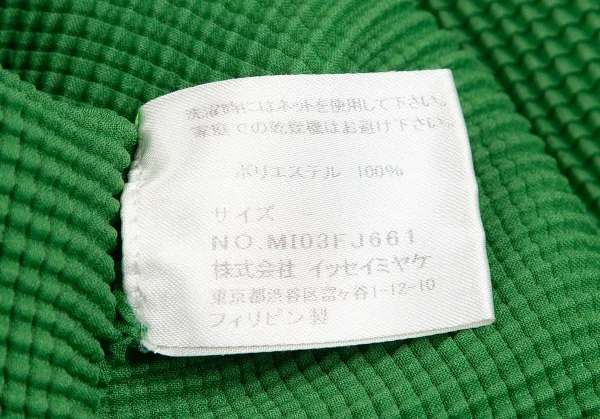 洗濯時にはネットを使用して下さい。
家庭での乾燥機はお避け下さい。
ポリエステル 100%
サイズ -
NO.MI03FJ661
株式会社 イッセイミヤケ
東京都渋谷区富ヶ谷1-12-10
フィリピン製